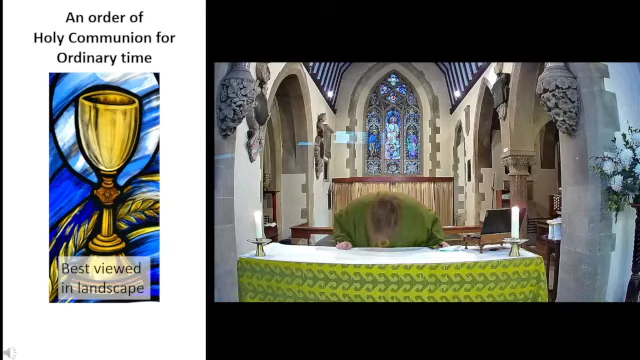 An order of
Holy Communion for
Ordinary time
Best viewed
in landscape